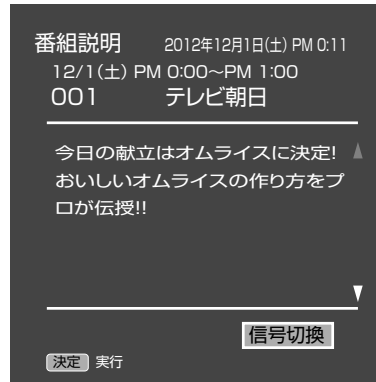 番組説明 2012年12月1日(土) PM 0:11
12/1(土) PM 0:00～PM 1:00
001 テレビ朝日
今日の献立はオムライスに決定!
おいしいオムライスの作り方をプ
ロが伝授!!
信号切換
決定 実行